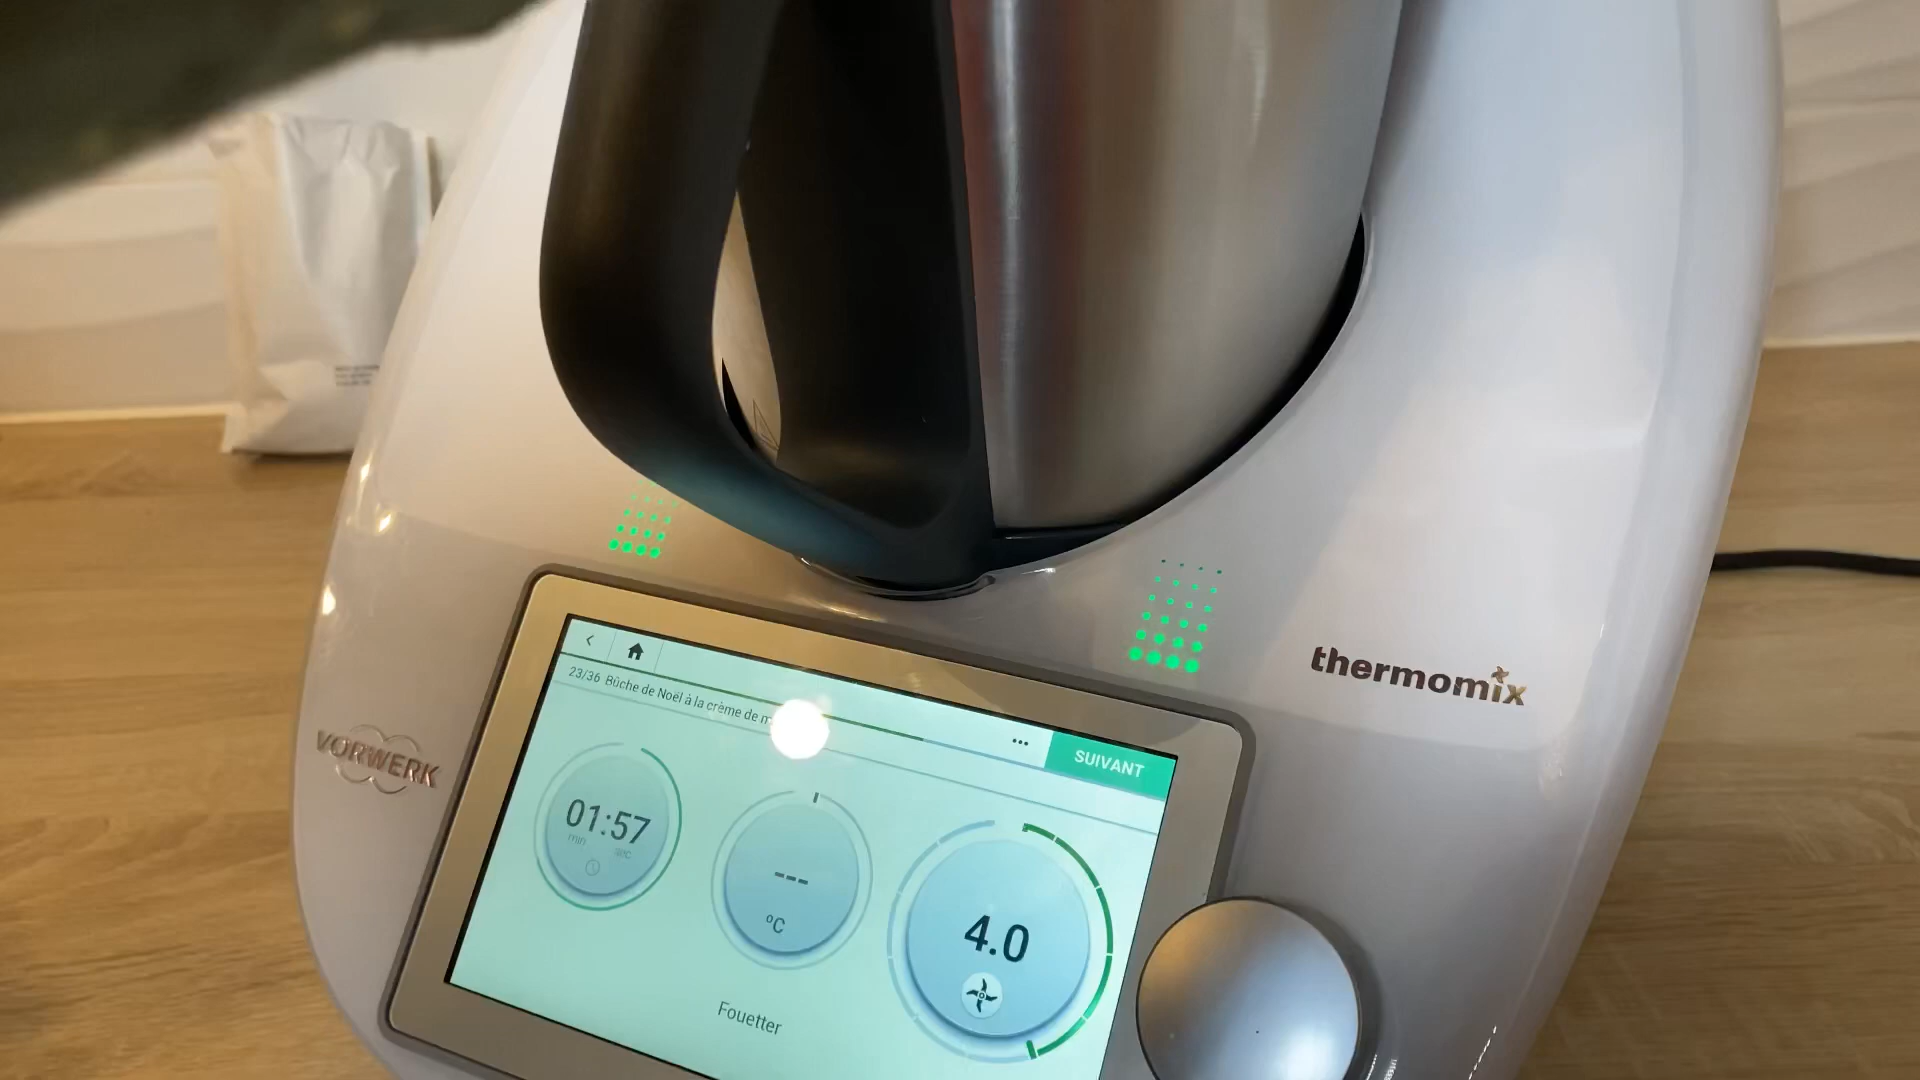 thermomix
VORWERK
23/36 Bûche de Noël à la crème de
SUIVANT
01:57
min sec
---
°C
4.0
Fouetter